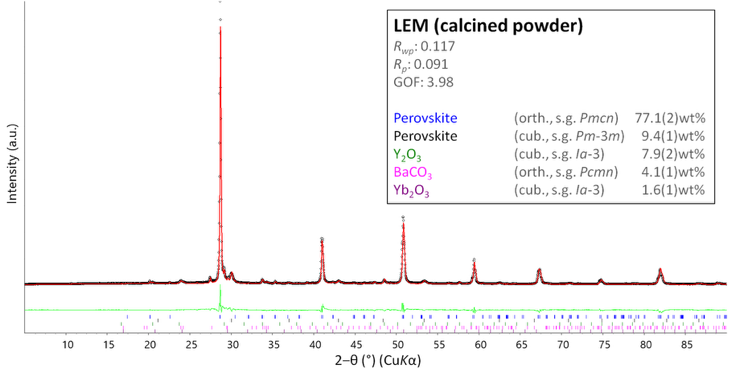 LEM (calcined powder)
Rwp: 0.117
Rp: 0.091
GOF: 3.98
Perovskite (orth., s.g. Pmcn) 77.1(2)wt%
Perovskite (cub., s.g. Pm-3m) 9.4(1)wt%
Y2O3 (cub., s.g. Ia-3) 7.9(2)wt%
BaCO3 (orth., s.g. Pcmn) 4.1(1)wt%
Yb2O3 (cub., s.g. Ia-3) 1.6(1)wt%
Intensity (a.u.)
10 15 20 25 30 35 40 45 50 55 60 65 70 75 80 85
2–θ (°) (CuKα)